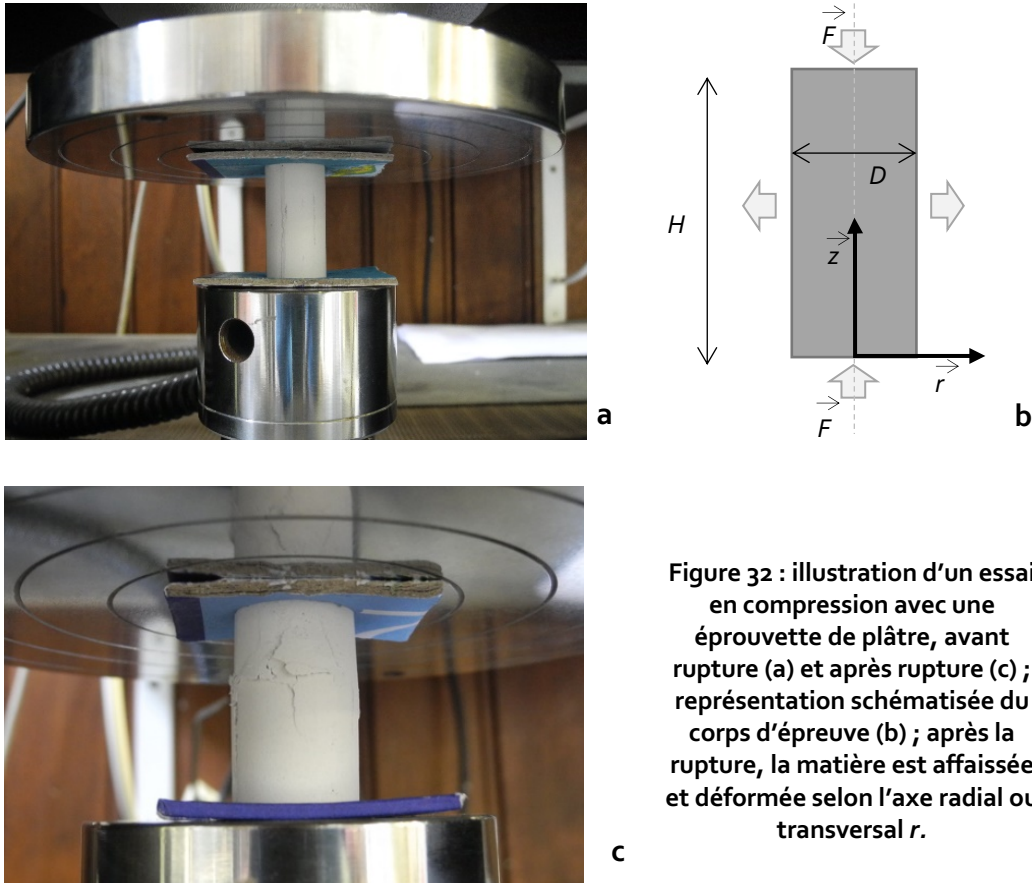 F
H
D
z
r
F
a
b
Figure 32 : illustration d'un essai
en compression avec une
éprouvette de plâtre, avant
rupture (a) et après rupture (c) ;
représentation schématisée du
corps d'épreuve (b) ; après la
rupture, la matière est affaissée
et déformée selon l'axe radial ou
transversal r.
c